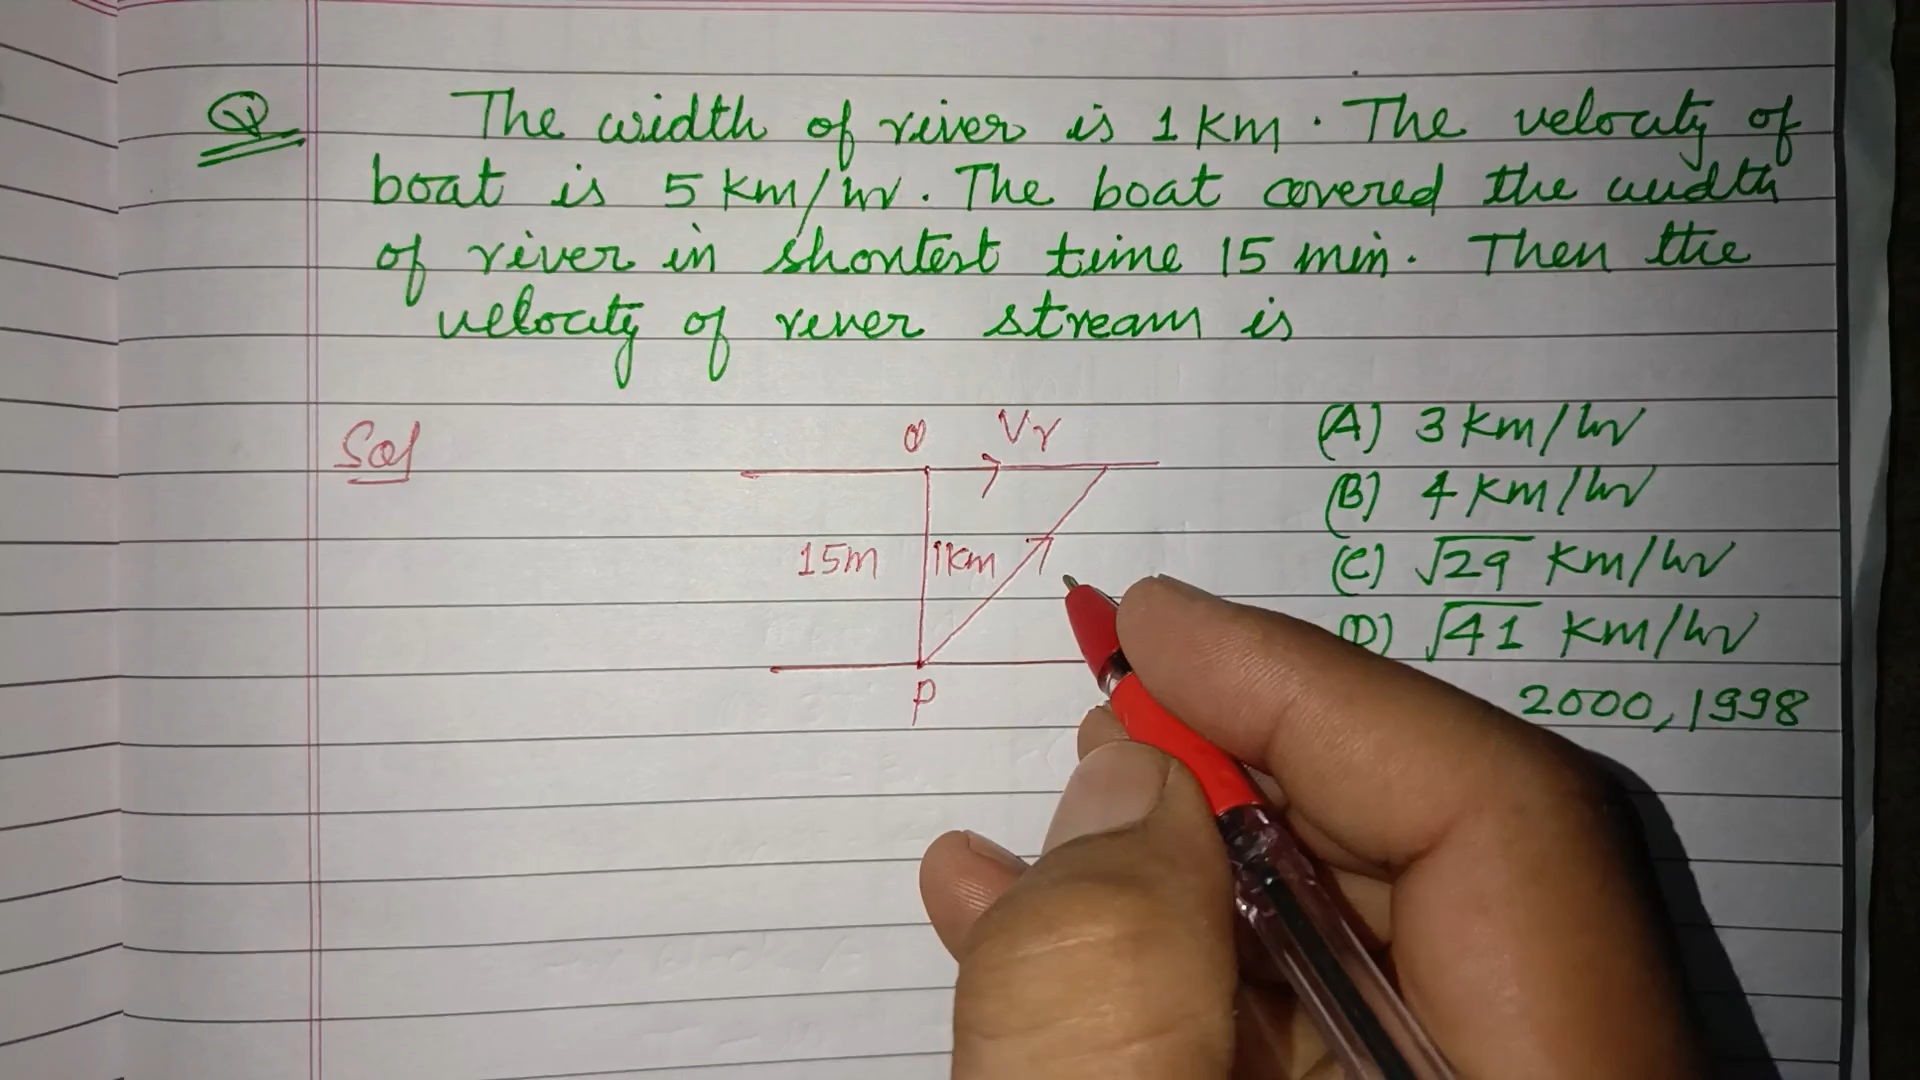 Q The width of river is 1 km. The velocity of
boat is 5 km/hr. The boat covered the width
of river in shortest time 15 min. Then the
velocity of river stream is
Sol
Q Vr
15m 1km
P
(A) 3 km/hr
(B) 4 km/hr
(C) √29 km/hr
(D) √41 km/hr
2000, 1998